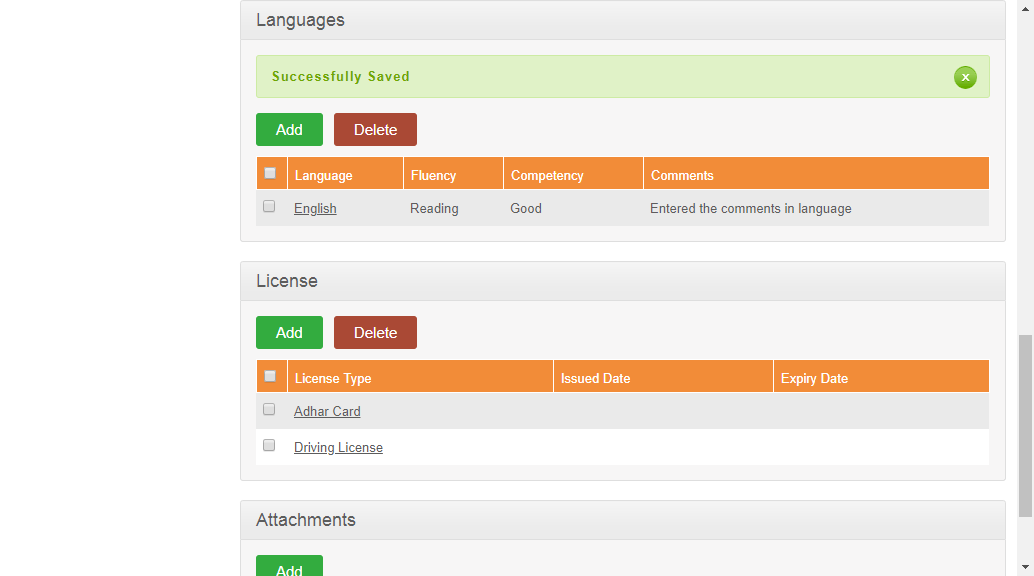 Languages
Successfully Saved
x
Add Delete
Language Fluency Competency Comments
English Reading Good Entered the comments in language
License
Add Delete
License Type Issued Date Expiry Date
Adhar Card
Driving License
Attachments
Add